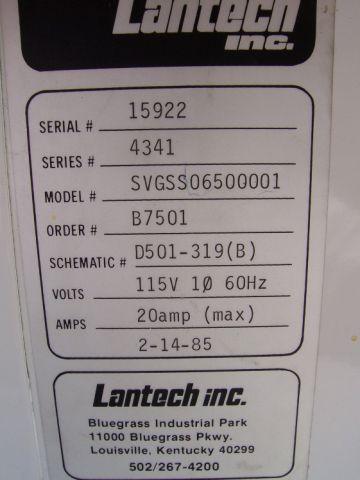 Lantech
inc.
SERIAL # 15922
SERIES # 4341
MODEL # SVGSS06500001
ORDER # B7501
SCHEMATIC # D501-319(B)
VOLTS 115V 1Ø 60Hz
AMPS 20amp (max)
2-14-85
Lantech inc.
Bluegrass Industrial Park
11000 Bluegrass Pkwy.
Louisville, Kentucky 40299
502/267-4200